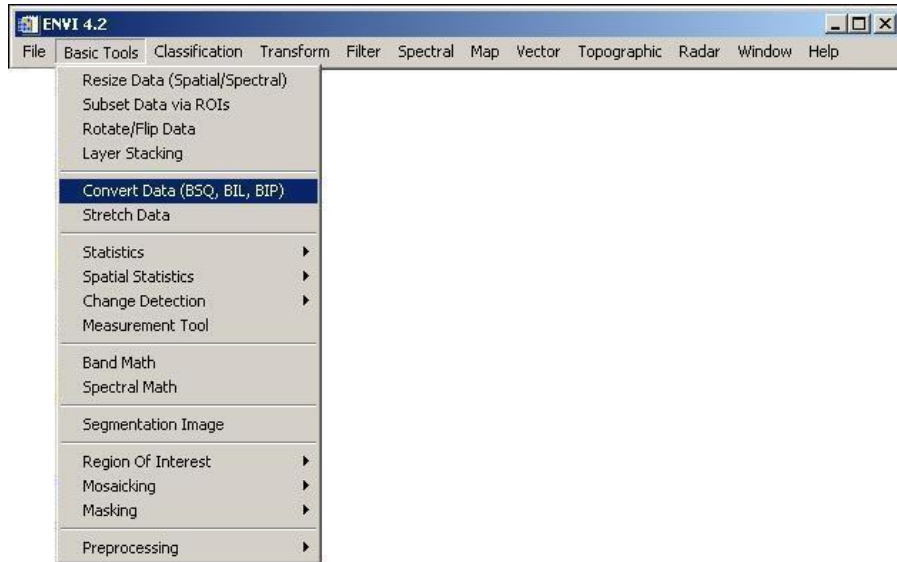 ENVI 4.2
File Basic Tools Classification Transform Filter Spectral Map Vector Topographic Radar Window Help
Resize Data (Spatial/Spectral)
Subset Data via ROIs
Rotate/Flip Data
Layer Stacking
Convert Data (BSQ, BIL, BIP)
Stretch Data
Statistics
Spatial Statistics
Change Detection
Measurement Tool
Band Math
Spectral Math
Segmentation Image
Region Of Interest
Mosaicking
Masking
Preprocessing